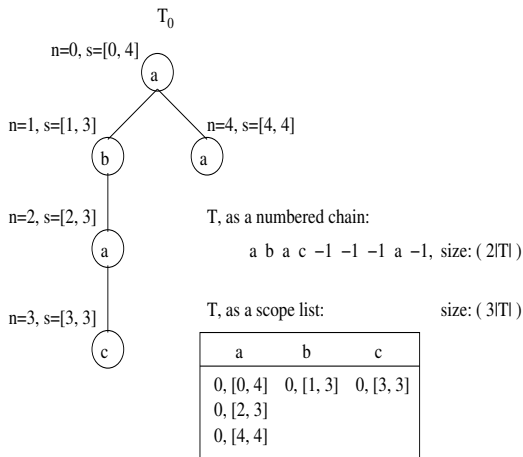 T0
n=0, s=[0, 4]
a
n=1, s=[1, 3]
n=4, s=[4, 4]
b
a
n=2, s=[2, 3]
T, as a numbered chain:
a
a b a c −1 −1 −1 a −1, size: ( 2|T| )
n=3, s=[3, 3]
T, as a scope list: size: ( 3|T| )
c
a b c
0, [0, 4] 0, [1, 3] 0, [3, 3]
0, [2, 3]
0, [4, 4]